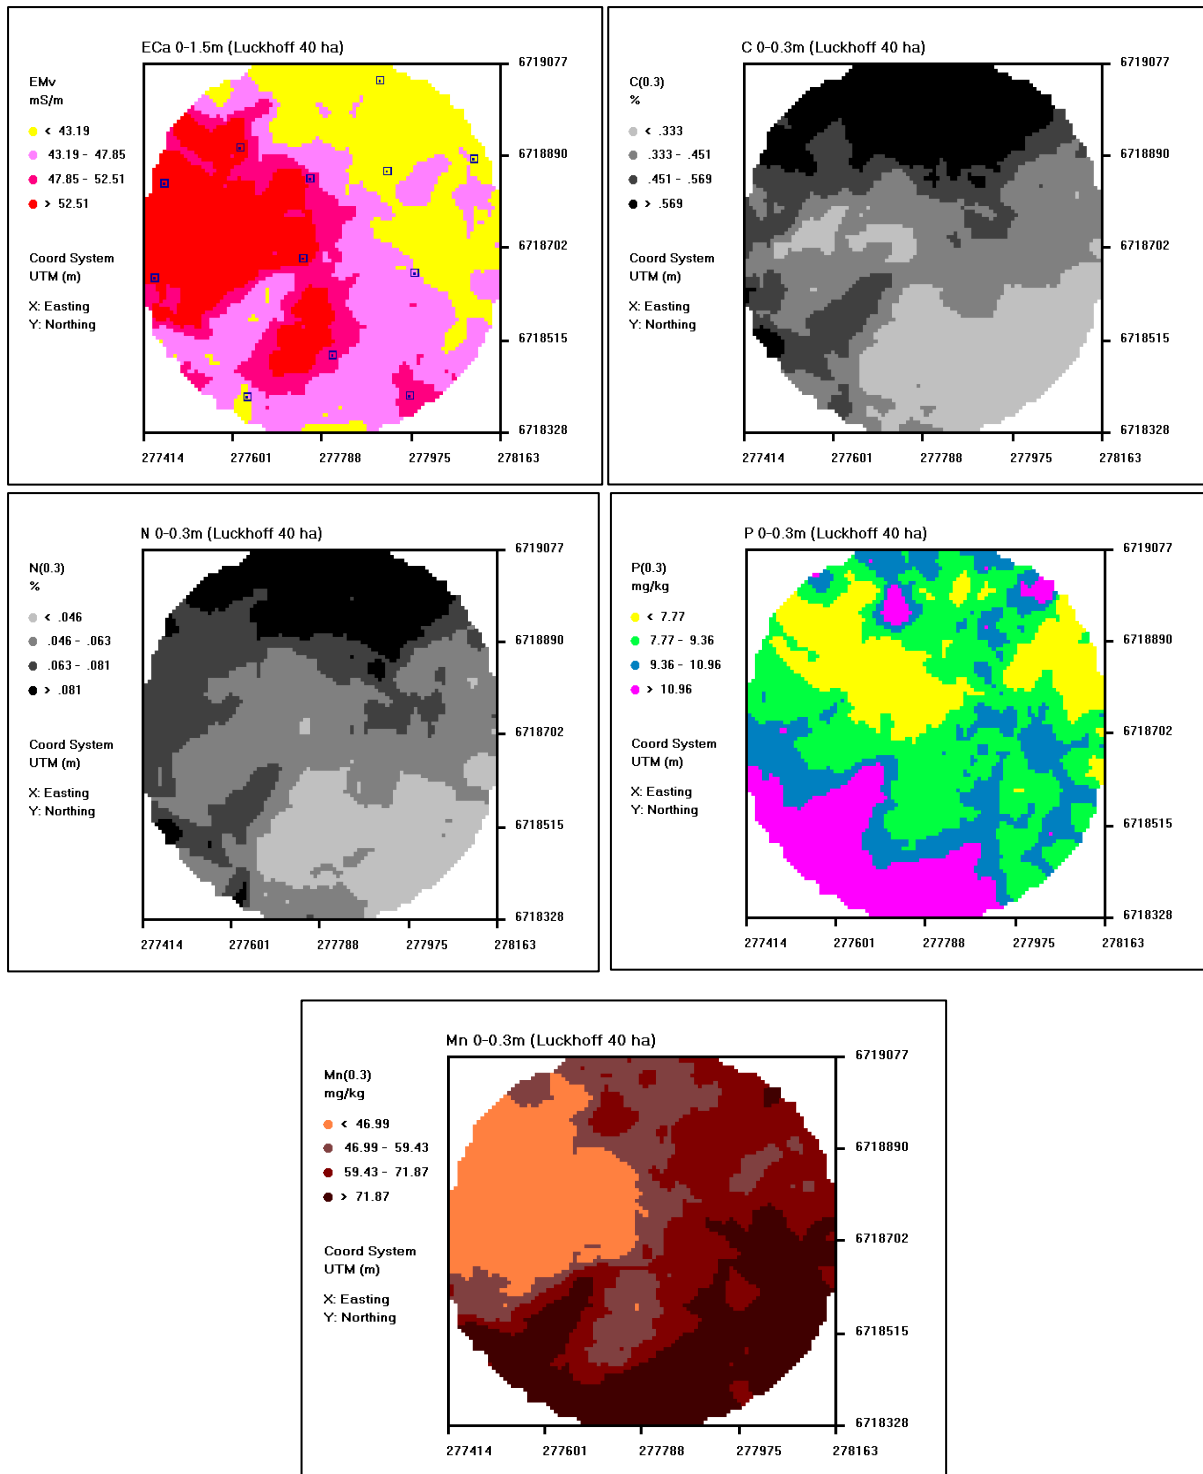 ECa 0-1.5m (Luckhoff 40 ha)
EMv
mS/m
< 43.19
43.19 - 47.85
47.85 - 52.51
> 52.51
Coord System
UTM (m)
X: Easting
Y: Northing
6719077
6718890
6718702
6718515
6718328
277414 277601 277788 277975 278163
C 0-0.3m (Luckhoff 40 ha)
C(0.3)
%
< .333
.333 - .451
.451 - .569
> .569
Coord System
UTM (m)
X: Easting
Y: Northing
6719077
6718890
6718702
6718515
6718328
277414 277601 277788 277975 278163
N 0-0.3m (Luckhoff 40 ha)
N(0.3)
%
< .046
.046 - .063
.063 - .081
> .081
Coord System
UTM (m)
X: Easting
Y: Northing
6719077
6718890
6718702
6718515
6718328
277414 277601 277788 277975 278163
P 0-0.3m (Luckhoff 40 ha)
P(0.3)
mg/kg
< 7.77
7.77 - 9.36
9.36 - 10.96
> 10.96
Coord System
UTM (m)
X: Easting
Y: Northing
6719077
6718890
6718702
6718515
6718328
277414 277601 277788 277975 278163
Mn 0-0.3m (Luckhoff 40 ha)
Mn(0.3)
mg/kg
< 46.99
46.99 - 59.43
59.43 - 71.87
> 71.87
Coord System
UTM (m)
X: Easting
Y: Northing
6719077
6718890
6718702
6718515
6718328
277414 277601 277788 277975 278163